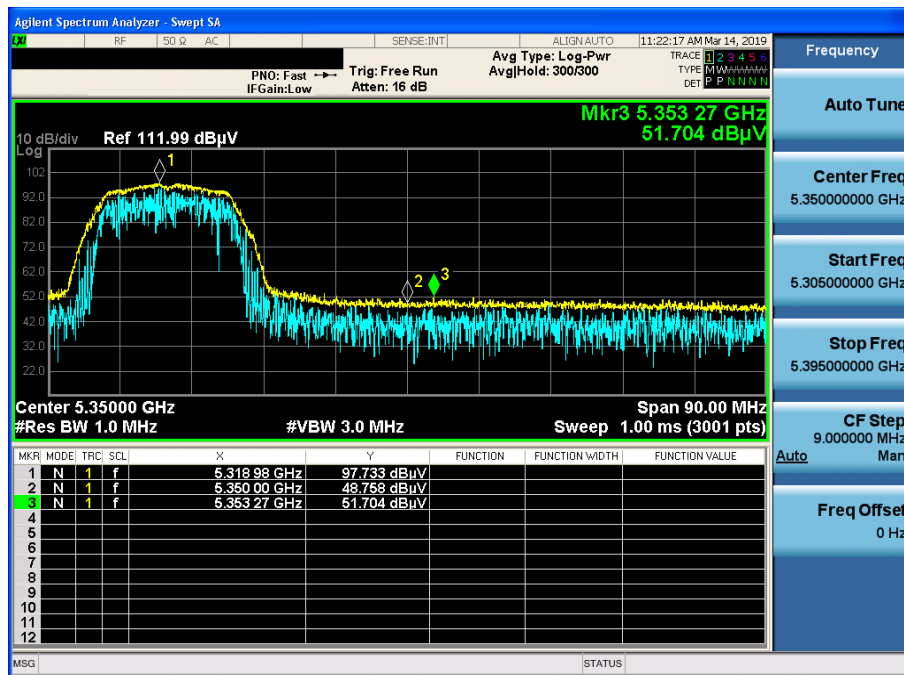 Agilent Spectrum Analyzer - Swept SA
LXI RF 50 Ω AC SENSE:INT ALIGN AUTO 11:22:17 AM Mar 14, 2019
PNO: Fast
IFGain:Low
Trig: Free Run
Atten: 16 dB
Avg Type: Log-Pwr
Avg|Hold: 300/300
TRACE 1 2 3 4 5 6
TYPE MWWWWW
DET P P N N N N
Mkr3 5.353 27 GHz
51.704 dBµV
10 dB/div Ref 111.99 dBµV
Log
102
92.0
82.0
72.0
62.0
52.0
42.0
32.0
22.0
1
2
3
Center 5.35000 GHz Span 90.00 MHz
#Res BW 1.0 MHz #VBW 3.0 MHz Sweep 1.00 ms (3001 pts)
MKR MODE TRC SCL X Y FUNCTION FUNCTION WIDTH FUNCTION VALUE
1 N 1 f 5.318 98 GHz 97.733 dBµV
2 N 1 f 5.350 00 GHz 48.758 dBµV
3 N 1 f 5.353 27 GHz 51.704 dBµV
4
5
6
7
8
9
10
11
12
MSG STATUS
Frequency
Auto Tune
Center Freq
5.350000000 GHz
Start Freq
5.305000000 GHz
Stop Freq
5.395000000 GHz
CF Step
9.000000 MHz
Auto Man
Freq Offset
0 Hz